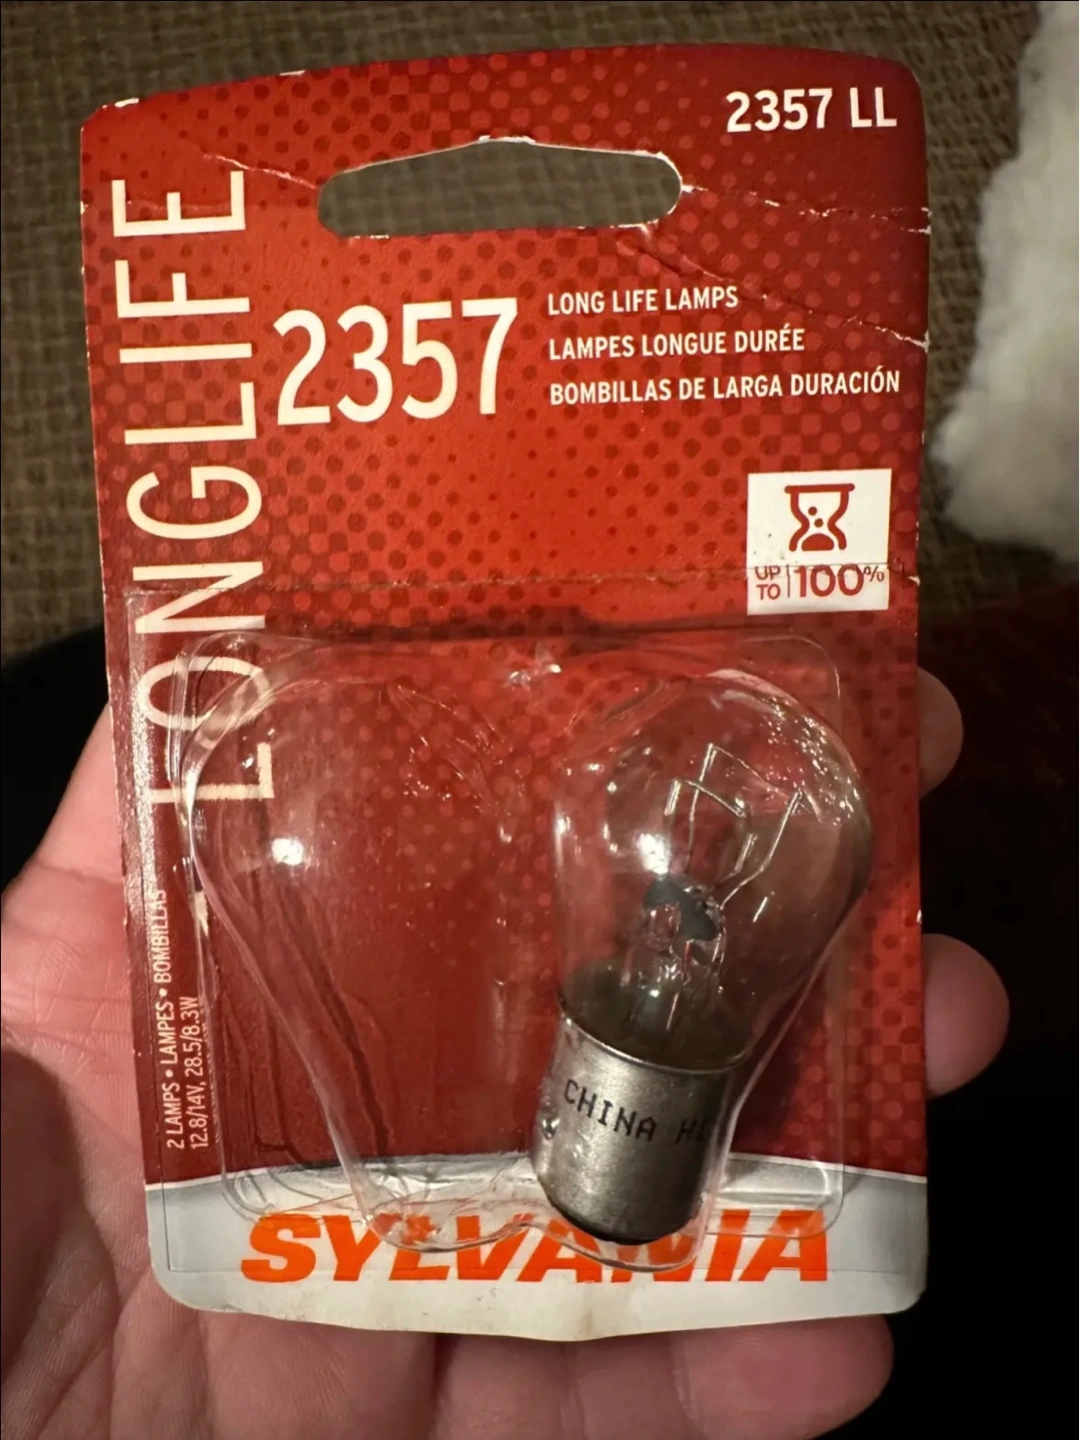 2357 LL
LONGLIFE
2357
LONG LIFE LAMPS
LAMPES LONGUE DURÉE
BOMBILLAS DE LARGA DURACIÓN
UP TO 100%
2 LAMPS • LAMPES • BOMBILLAS
12.8/14V, 28.5/8.3W
CHINA
SYLVANIA